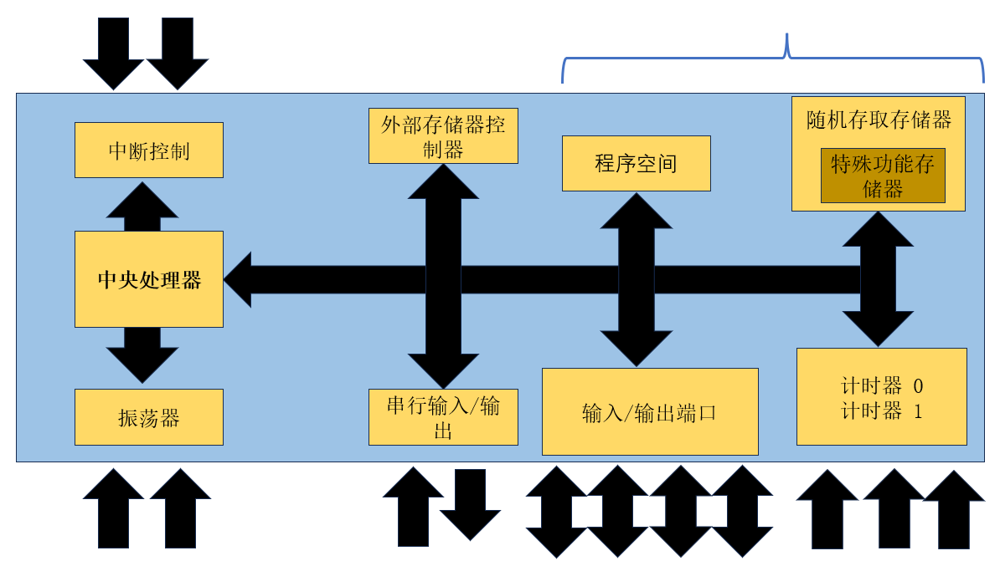 中断控制
外部存储器控
制器
程序空间
随机存取存储器
特殊功能存
储器
中央处理器
振荡器
串行输入/输
出
输入/输出端口
计时器 0
计时器 1